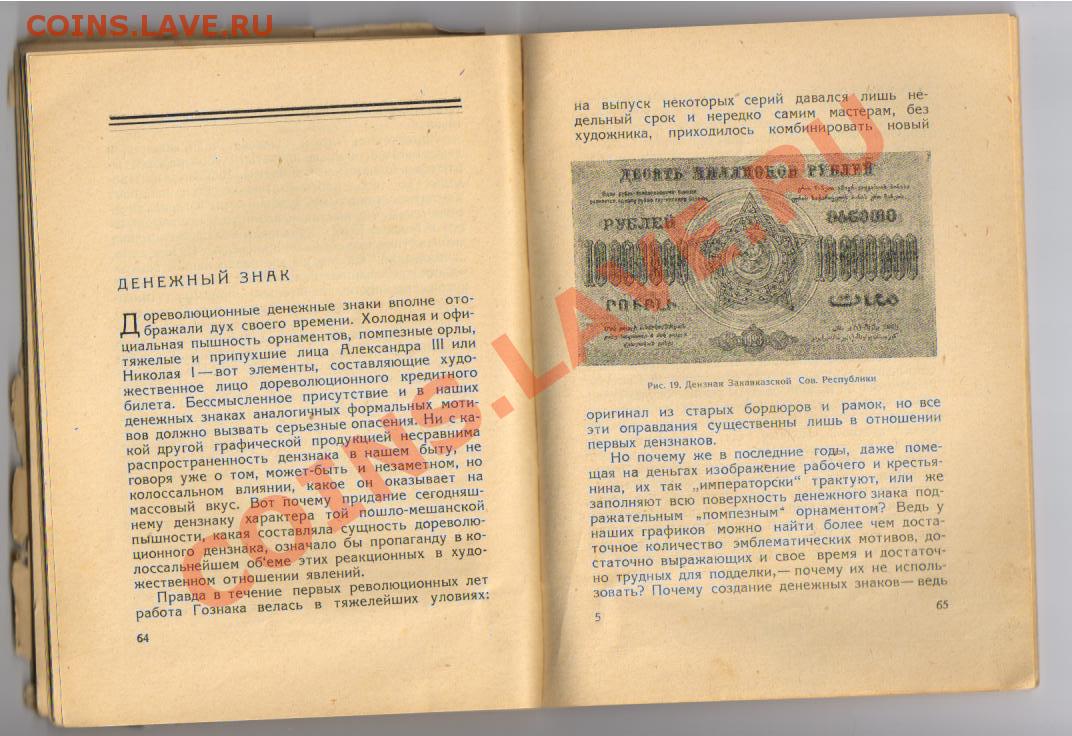 COINS.LAVE.RU
ДЕНЕЖНЫЙ ЗНАК
Дореволюционные денежные знаки вполне ото-
бражали дух своего времени. Холодная и офи-
циальная пышность орнаментов, помпезные орлы,
тяжелые и припухшие лица Александра III или
Николая I—вот элементы, составляющие худо-
жественное лицо дореволюционного кредитного
билета. Бессмысленное присутствие и в наших
денежных знаках аналогичных формальных моти-
вов должно вызвать серьезные опасения. Ни с ка-
кой другой графической продукцией несравнима
распространенность дензнака в нашем быту, не
говоря уже о том, может-быть и незаметном, но
колоссальном влиянии, какое он оказывает на
массовый вкус. Вот почему придание сегодняш-
нему дензнаку характера той пошло-мешанской
пышности, какая составляла сущность дореволю-
ционного дензнака, означало бы пропаганду в ко-
лоссальнейшем об'еме этих реакционных в худо-
жественном отношении явлений.
Правда в течение первых революционных лет
работа Гознака велась в тяжелейших уловиях:
64
на выпуск некоторых серий давался лишь не-
дельный срок и нередко самим мастерам, без
художника, приходилось комбинировать новый
ДЕСЯТЬ МИЛЛИОНОВ РУБЛЕЙ
РУБЛЕЙ
10000000 10000000
Рис. 19. Дензнак Закавказской Сов. Республики
оригинал из старых бордюров и рамок, но все
эти оправдания существенны лишь в отношении
первых дензнаков.
Но почему же в последние годы, даже поме-
щая на деньгах изображение рабочего и крестья-
нина, их так „императорски“ трактуют, или же
заполняют всю поверхность денежного знака под-
ражательным „помпезным“ орнаментом? Ведь у
наших графиков можно найти более чем доста-
точное количество эмблематических мотивов, до-
статочно выражающих и свое время и достаточ-
но трудных для подделки,— почему их не исполь-
зовать? Почему создание денежных знаков— ведь
5
65
COINS.LAVE.RU